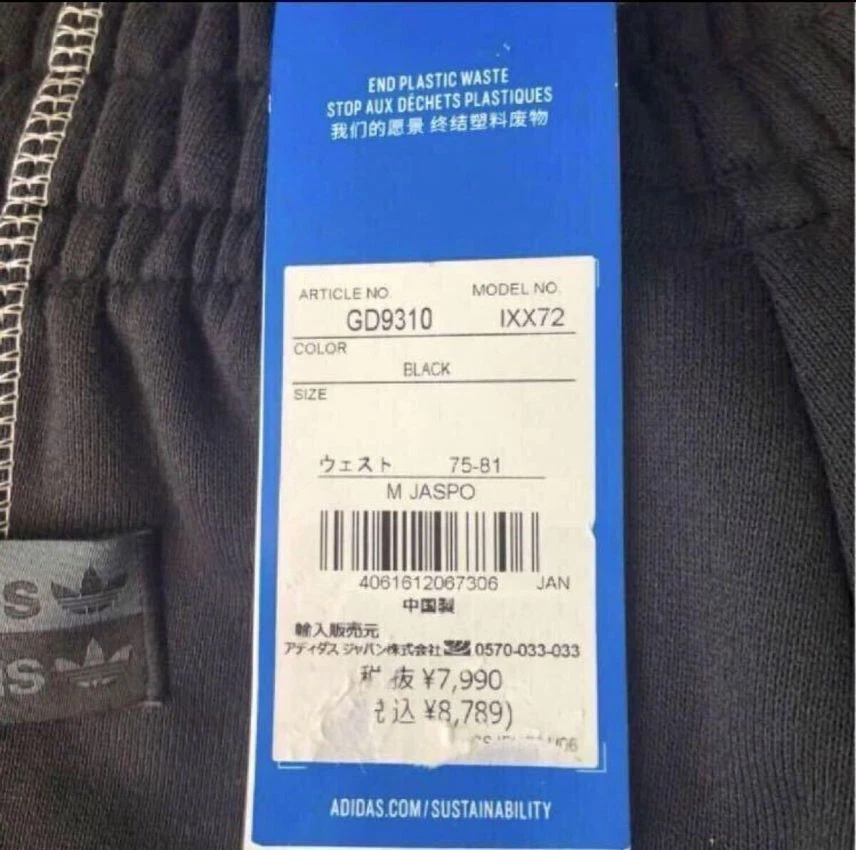 END PLASTIC WASTE
STOP AUX DÉCHETS PLASTIQUES
我们的愿景 终结塑料废物
ARTICLE NO.
MODEL NO.
GD9310
IXX72
COLOR
BLACK
SIZE
ウェスト 75-81
M JASPO
4061612067306 JAN
中国製
輸入販売元
アディダス ジャパン株式会社 0570-033-033
抜 ¥7,990
込 ¥8,789)
ADIDAS.COM/SUSTAINABILITY